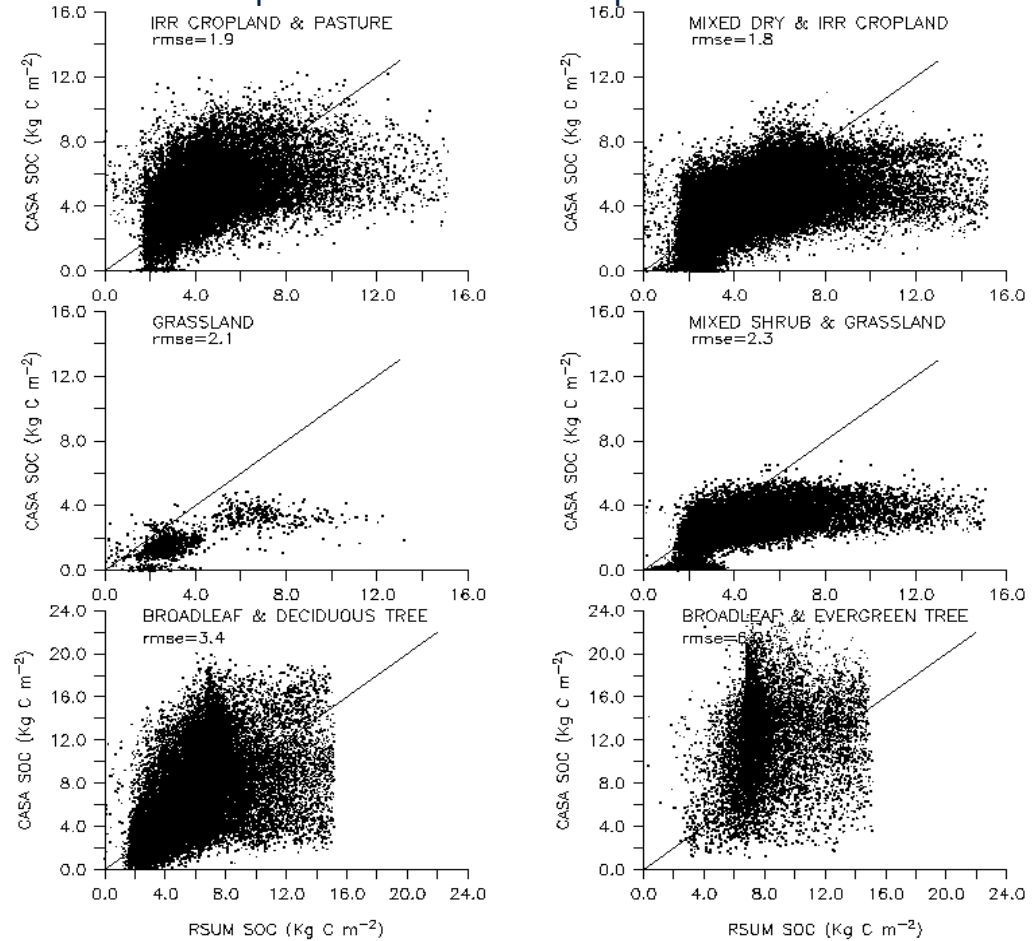 IRR CROPLAND & PASTURE
rmse=1.9
CASA SOC (Kg C m⁻²)
16.0
12.0
8.0
4.0
0.0
0.0 4.0 8.0 12.0 16.0
MIXED DRY & IRR CROPLAND
rmse=1.8
CASA SOC (Kg C m⁻²)
16.0
12.0
8.0
4.0
0.0
0.0 4.0 8.0 12.0 16.0
GRASSLAND
rmse=2.1
CASA SOC (Kg C m⁻²)
16.0
12.0
8.0
4.0
0.0
0.0 4.0 8.0 12.0 16.0
MIXED SHRUB & GRASSLAND
rmse=2.3
CASA SOC (Kg C m⁻²)
16.0
12.0
8.0
4.0
0.0
0.0 4.0 8.0 12.0 16.0
BROADLEAF & DECIDUOUS TREE
rmse=3.4
CASA SOC (Kg C m⁻²)
24.0
20.0
16.0
12.0
8.0
4.0
0.0
0.0 4.0 8.0 12.0 16.0 20.0 24.0
RSUM SOC (Kg C m⁻²)
BROADLEAF & EVERGREEN TREE
CASA SOC (Kg C m⁻²)
24.0
20.0
16.0
12.0
8.0
4.0
0.0
0.0 4.0 8.0 12.0 16.0 20.0 24.0
RSUM SOC (Kg C m⁻²)